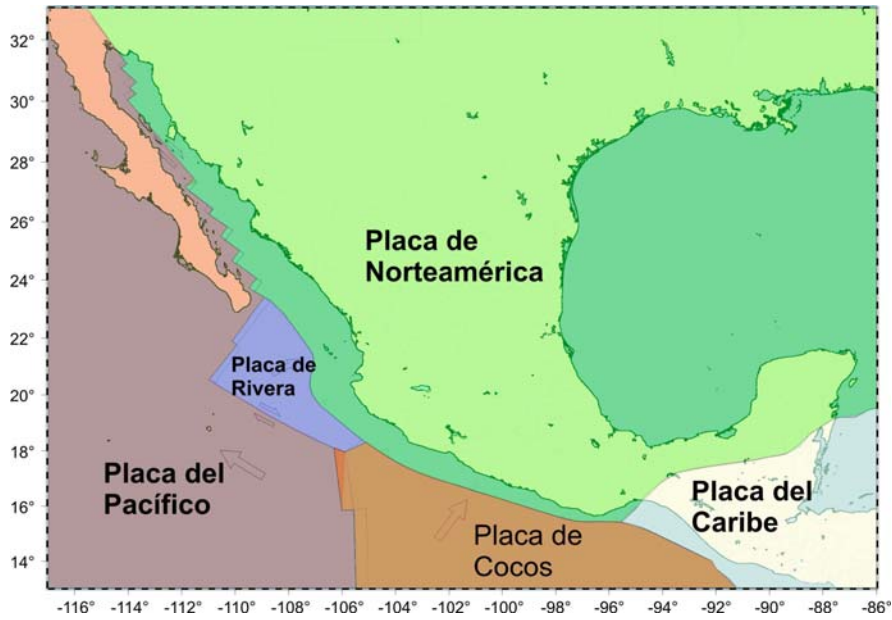 32°
30°
28°
26°
24°
22°
20°
18°
16°
14°
Placa de
Norteamérica
Placa de
Rivera
Placa del
Pacífico
Placa de
Cocos
Placa del
Caribe
-116° -114° -112° -110° -108° -106° -104° -102° -100° -98° -96° -94° -92° -90° -88° -86°